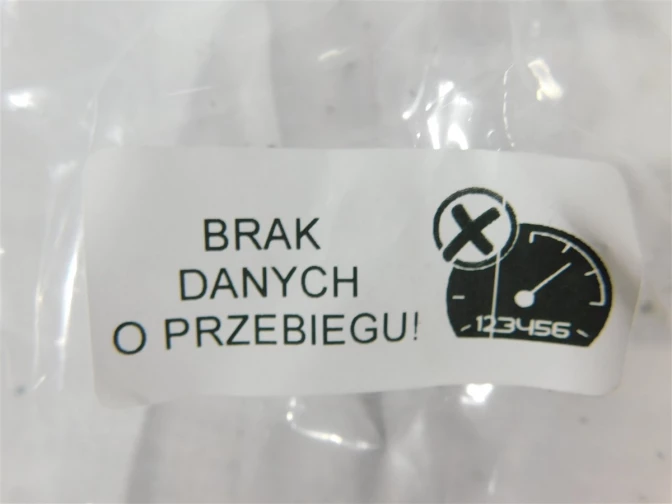 BRAK
DANYCH
O PRZEBIEGU!
123456